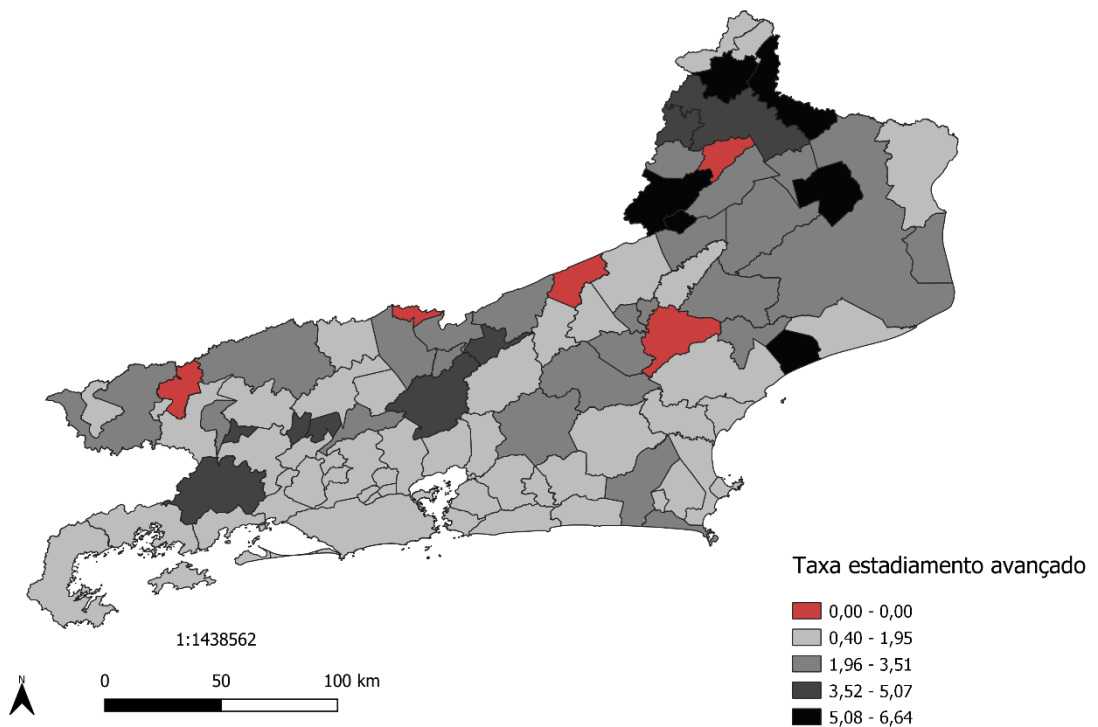 Taxa estadiamento avançado
0,00 - 0,00
0,40 - 1,95
1,96 - 3,51
3,52 - 5,07
5,08 - 6,64
1:1438562
N
0 50 100 km